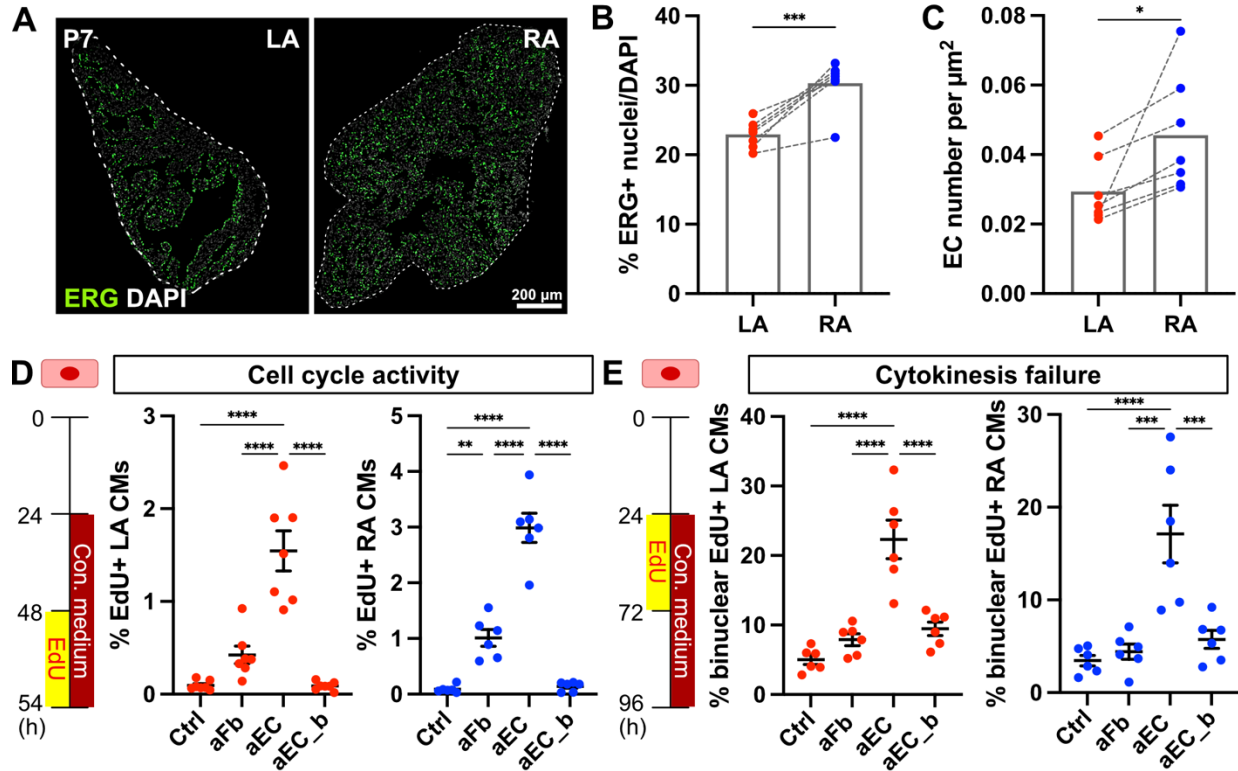 A
P7
LA
RA
ERG DAPI
200 µm
B
***
% ERG+ nuclei/DAPI
40
30
20
10
0
LA RA
C
*
EC number per µm²
0.08
0.06
0.04
0.02
0.00
LA RA
D
Cell cycle activity
0
24
48
54
(h)
EdU
Con. medium
% EdU+ LA CMs
3
2
1
0
****
**** ****
Ctrl aFb aEC aEC_b
% EdU+ RA CMs
5
4
3
2
1
0
****
** **** ****
Ctrl aFb aEC aEC_b
E
Cytokinesis failure
0
24
72
96
(h)
EdU
Con. medium
% binuclear EdU+ LA CMs
40
30
20
10
0
****
**** ****
Ctrl aFb aEC aEC_b
% binuclear EdU+ RA CMs
30
20
10
0
****
*** ***
Ctrl aFb aEC aEC_b